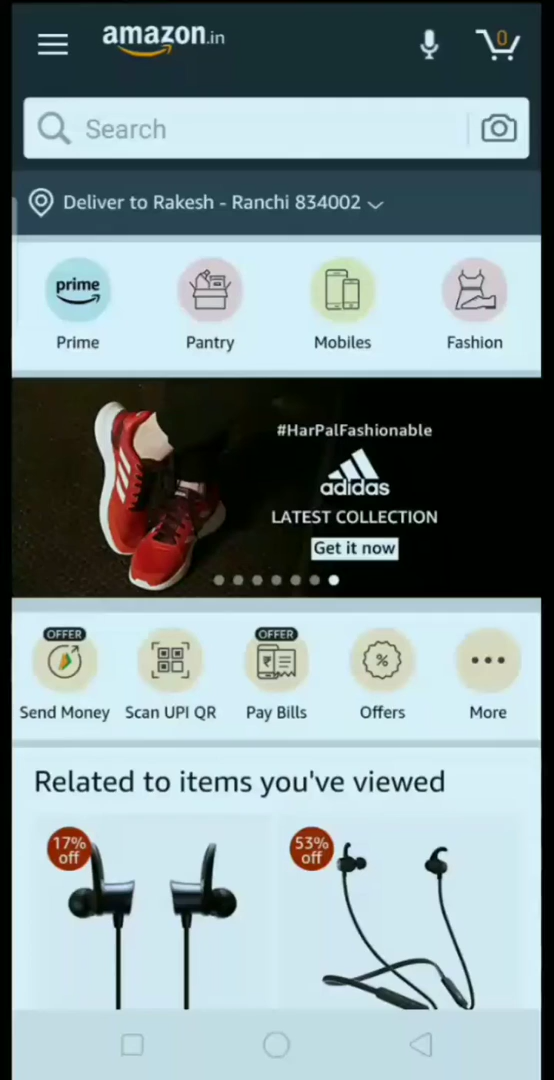 amazon.in
0
Search
Deliver to Rakesh - Ranchi 834002
prime
Prime
Pantry
Mobiles
Fashion
#HarPalFashionable
adidas
LATEST COLLECTION
Get it now
OFFER
Send Money
Scan UPI QR
OFFER
₹
Pay Bills
%
Offers
More
Related to items you've viewed
17%
off
53%
off